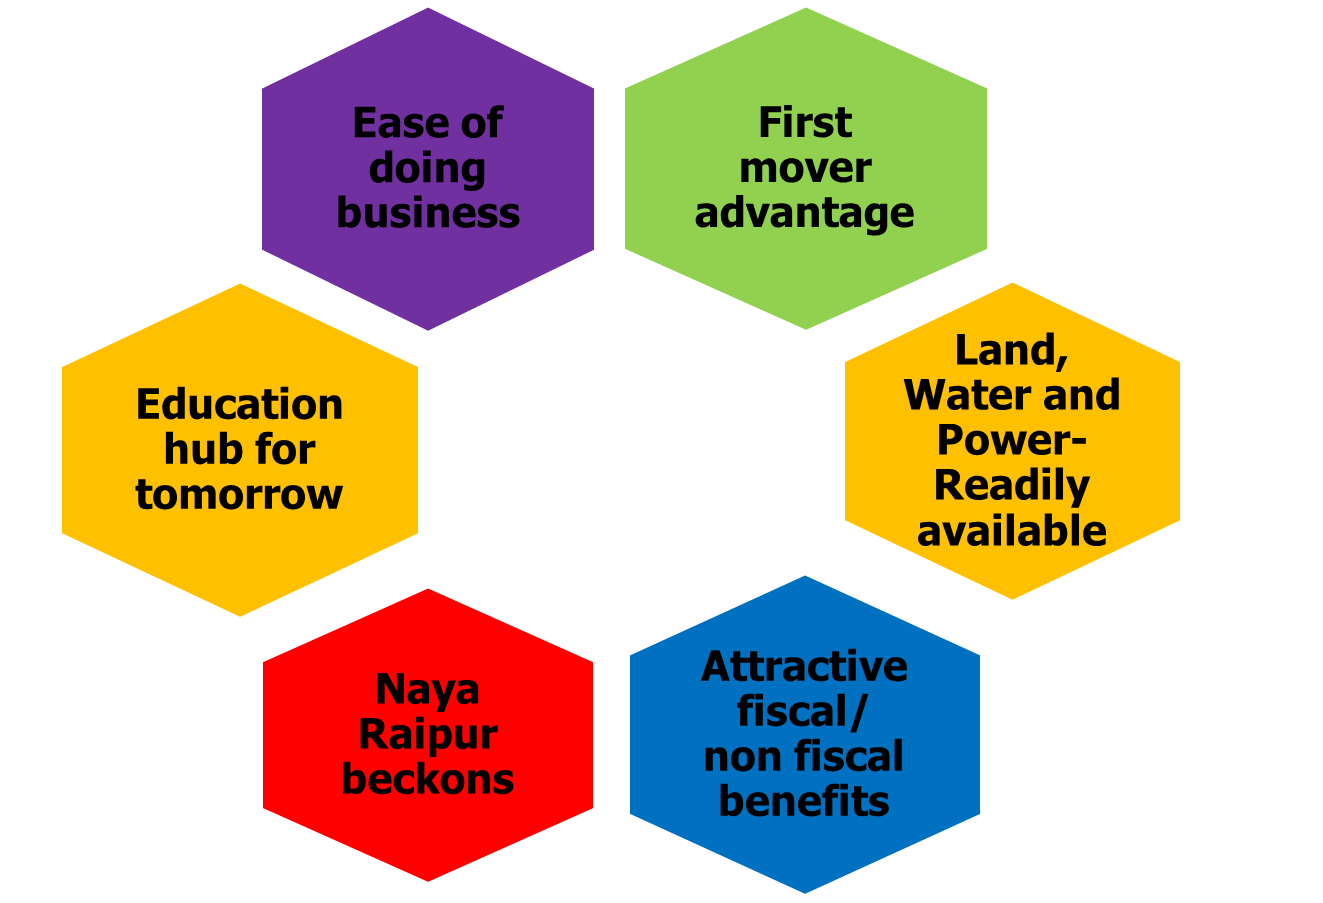 Ease of
doing
business
First
mover
advantage
Education
hub for
tomorrow
Land,
Water and
Power-
Readily
available
Naya
Raipur
beckons
Attractive
fiscal/
non fiscal
benefits